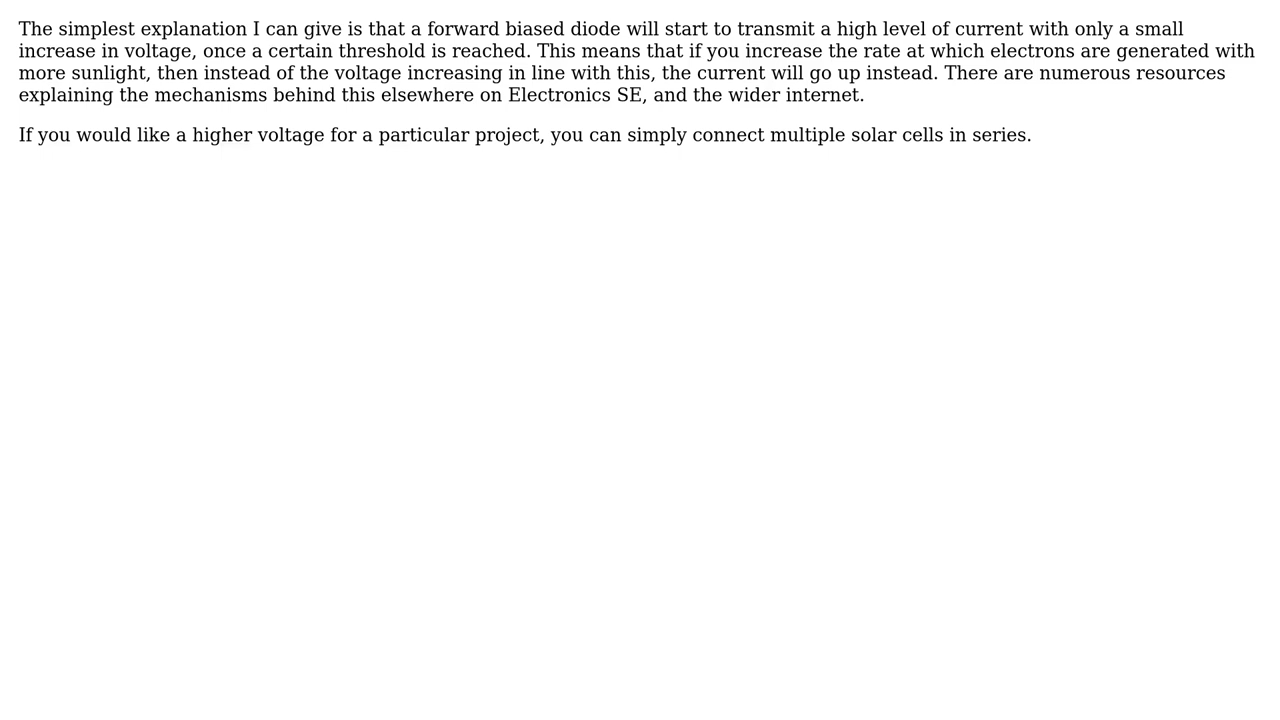 The simplest explanation I can give is that a forward biased diode will start to transmit a high level of current with only a small
increase in voltage, once a certain threshold is reached. This means that if you increase the rate at which electrons are generated with
more sunlight, then instead of the voltage increasing in line with this, the current will go up instead. There are numerous resources
explaining the mechanisms behind this elsewhere on Electronics SE, and the wider internet.
If you would like a higher voltage for a particular project, you can simply connect multiple solar cells in series.